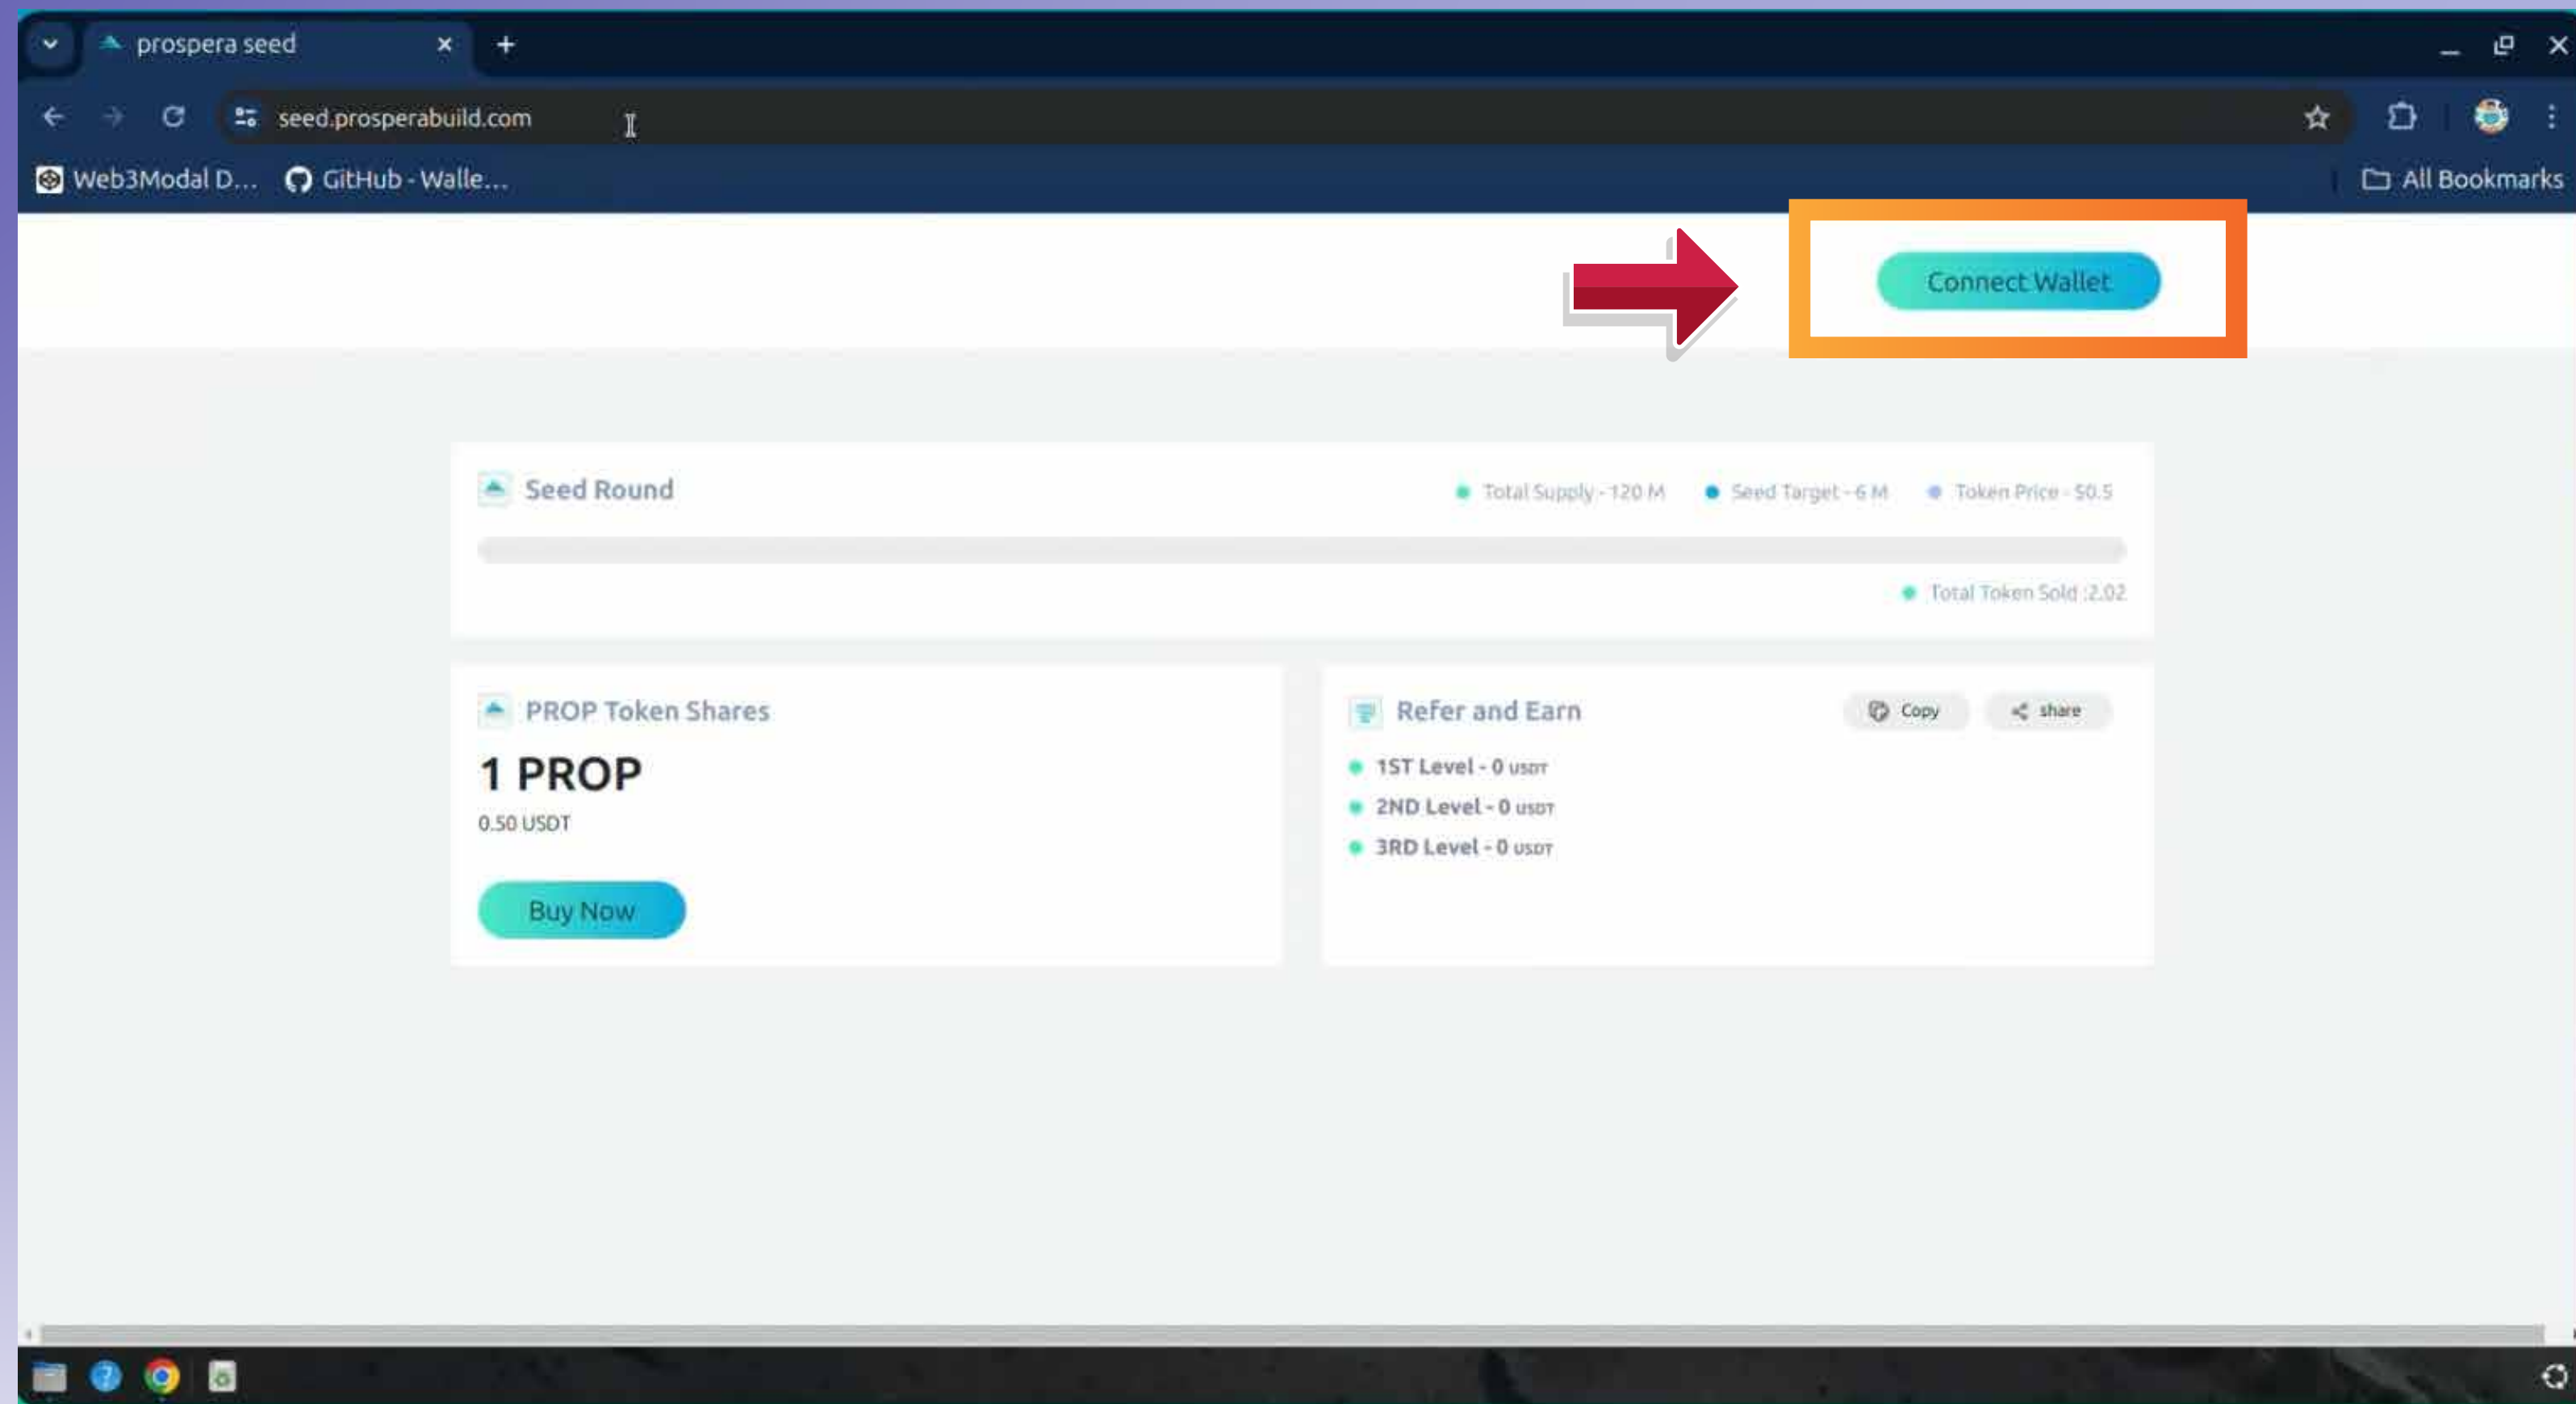 prospera seed
seed.prosperabuild.com
Web3Modal D...
GitHub - Walle...
All Bookmarks
Connect Wallet
Seed Round
Total Supply - 120 M
Seed Target - 6 M
Token Price - $0.5
Total Token Sold :2.02
PROP Token Shares
1 PROP
0.50 USDT
Buy Now
Refer and Earn
Copy
share
1ST Level - 0 USDT
2ND Level - 0 USDT
3RD Level - 0 USDT